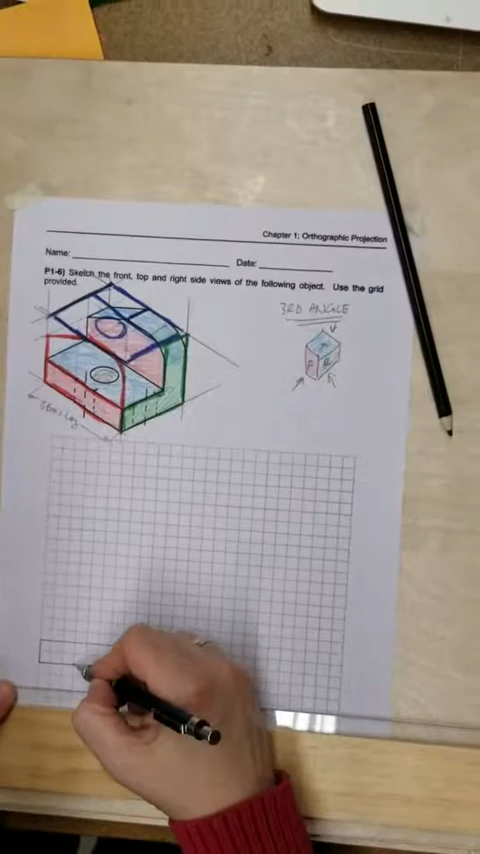 Chapter 1: Orthographic Projection
Name: Date:
P1-6) Sketch the front, top and right side views of the following object. Use the grid
provided.
3RD ANGLE
F R